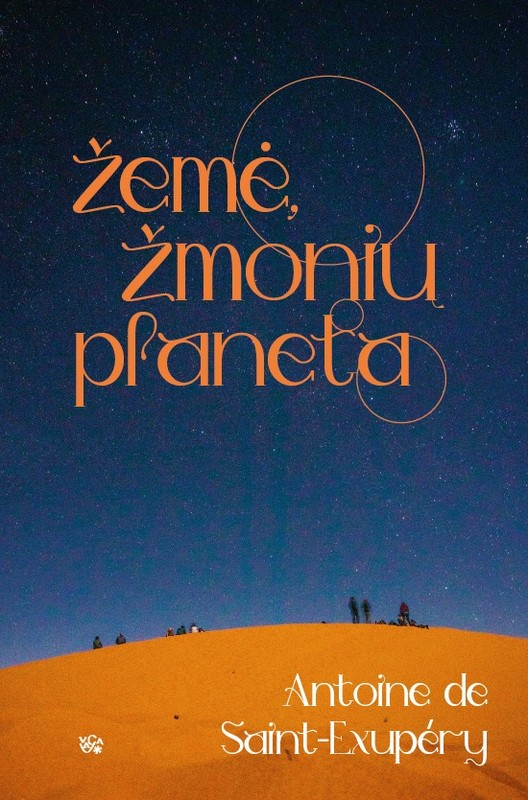 žemė,
žmonių
planeta
Antoine de
Saint-Exupéry